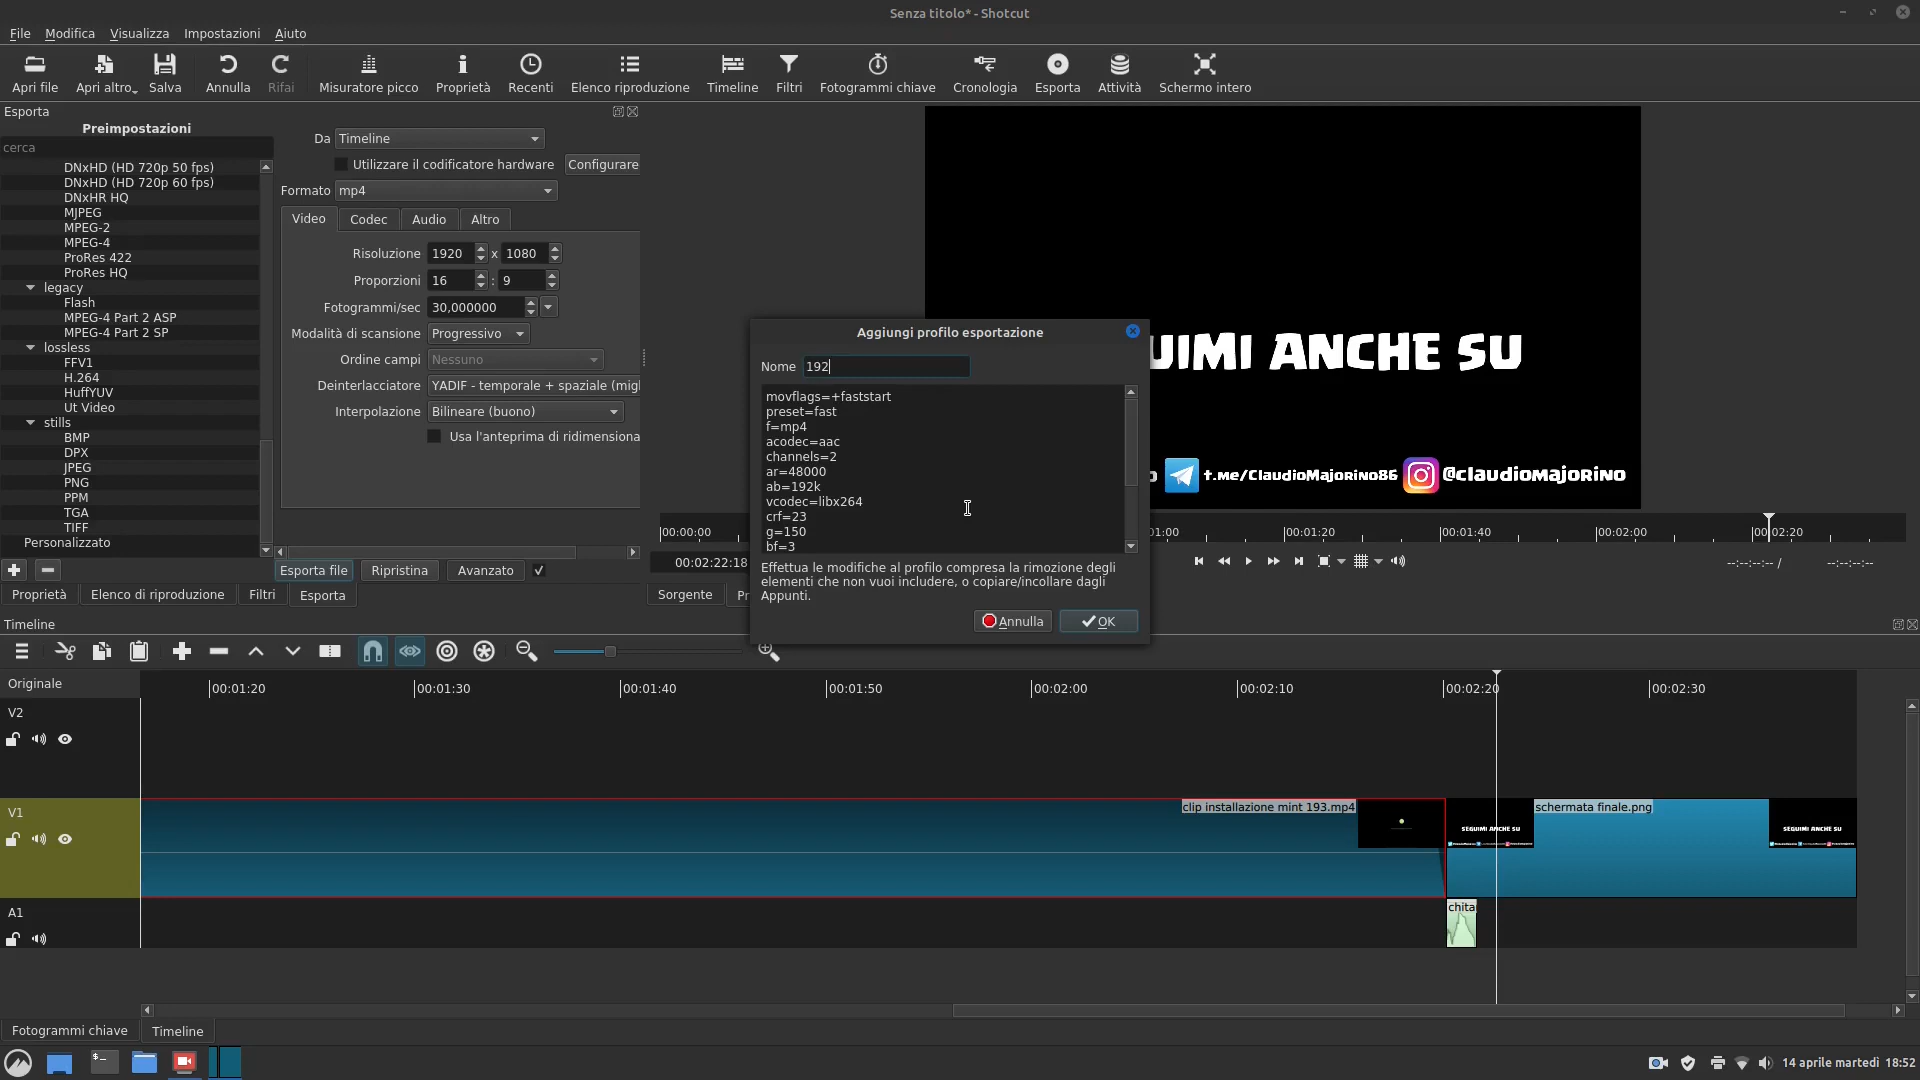 Senza titolo* - Shotcut
File Modifica Visualizza Impostazioni Aiuto
Apri file Apri altro Salva Annulla Rifai Misuratore picco Proprietà Recenti Elenco riproduzione Timeline Filtri Fotogrammi chiave Cronologia Esporta Attività Schermo intero
Esporta
Preimpostazioni
cerca
DNxHD (HD 720p 50 fps)
DNxHD (HD 720p 60 fps)
DNxHR HQ
MJPEG
MPEG-2
MPEG-4
ProRes 422
ProRes HQ
legacy
Flash
MPEG-4 Part 2 ASP
MPEG-4 Part 2 SP
lossless
FFV1
H.264
HuffYUV
Ut Video
stills
BMP
DPX
JPEG
PNG
PPM
TGA
TIFF
Personalizzato
Da Timeline
Utilizzare il codificatore hardware Configurare
Formato mp4
Video Codec Audio Altro
Risoluzione 1920 x 1080
Proporzioni 16 : 9
Fotogrammi/sec 30,000000
Modalità di scansione Progressivo
Ordine campi Nessuno
Deinterlacciatore YADIF - temporale + spaziale (migl
Interpolazione Bilineare (buono)
Usa l'anteprima di ridimensiona
Esporta file Ripristina Avanzato
Proprietà Elenco di riproduzione Filtri Esporta
Aggiungi profilo esportazione
Nome 192
movflags=+faststart
preset=fast
f=mp4
acodec=aac
channels=2
ar=48000
ab=192k
vcodec=libx264
crf=23
g=150
bf=3
Effettua le modifiche al profilo compresa la rimozione degli
elementi che non vuoi includere, o copiare/incollare dagli
Appunti.
Annulla OK
UIMI ANCHE SU
t.me/ClaudioMajorino86 @claudiomajorino
00:00:00 1:00 00:01:20 00:01:40 00:02:00 00:02:20
00:02:22:18 --:--:--:-- / --:--:--:--
Sorgente Pr
Timeline
Originale 00:01:20 00:01:30 00:01:40 00:01:50 00:02:00 00:02:10 00:02:20 00:02:30
V2
V1
clip installazione mint 193.mp4
schermata finale.png
SEGUIMI ANCHE SU
SEGUIMI ANCHE SU
A1
chita
Fotogrammi chiave Timeline
14 aprile martedì 18:52